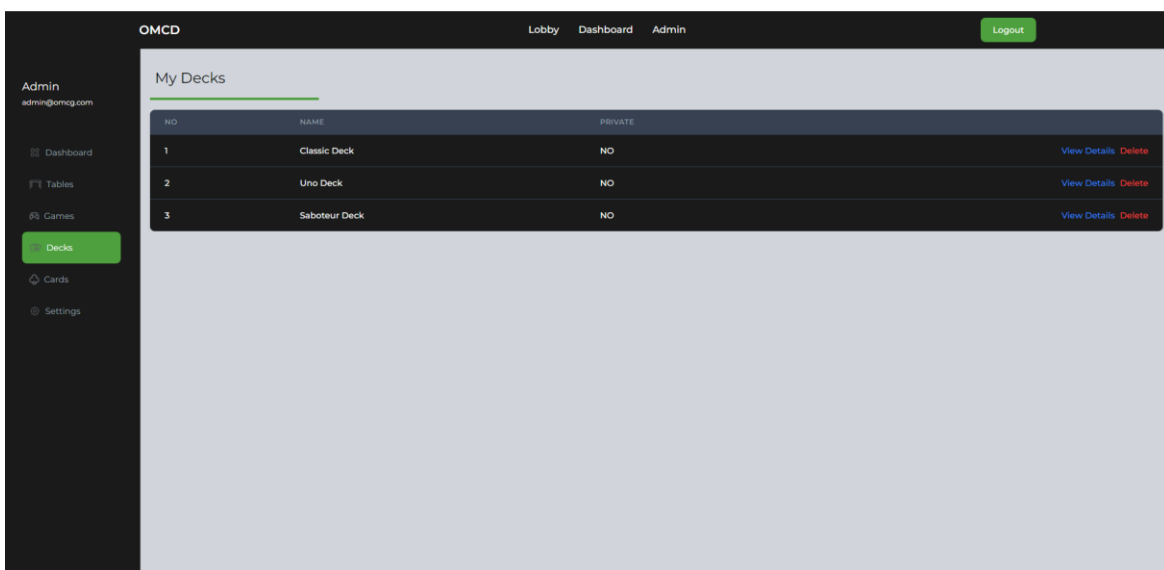 OMCD Lobby Dashboard Admin Logout
Admin
admin@omcg.com
Dashboard
Tables
Games
Decks
Cards
Settings
My Decks
NO NAME PRIVATE
1 Classic Deck NO View Details Delete
2 Uno Deck NO View Details Delete
3 Saboteur Deck NO View Details Delete